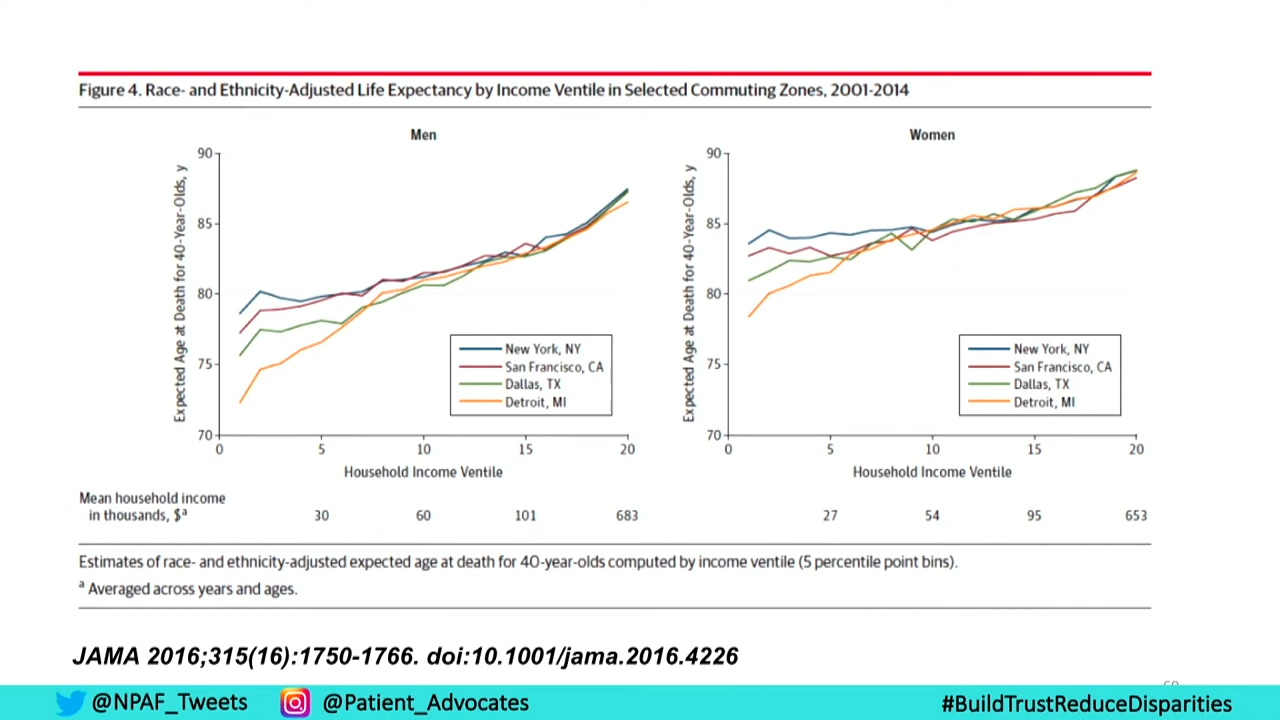 Figure 4. Race- and Ethnicity-Adjusted Life Expectancy by Income Ventile in Selected Commuting Zones, 2001-2014
Men
Expected Age at Death for 40-Year-Olds, y
90
85
80
75
70
0
5
10
15
20
New York, NY
San Francisco, CA
Dallas, TX
Detroit, MI
Household Income Ventile
Women
Expected Age at Death for 40-Year-Olds, y
90
85
80
75
70
0
5
10
15
20
New York, NY
San Francisco, CA
Dallas, TX
Detroit, MI
Household Income Ventile
Mean household income
in thousands, $a
30 60 101 683 27 54 95 653
Estimates of race- and ethnicity-adjusted expected age at death for 40-year-olds computed by income ventile (5 percentile point bins).
a Averaged across years and ages.
JAMA 2016;315(16):1750-1766. doi:10.1001/jama.2016.4226
@NPAF_Tweets
@Patient_Advocates
#BuildTrustReduceDisparities